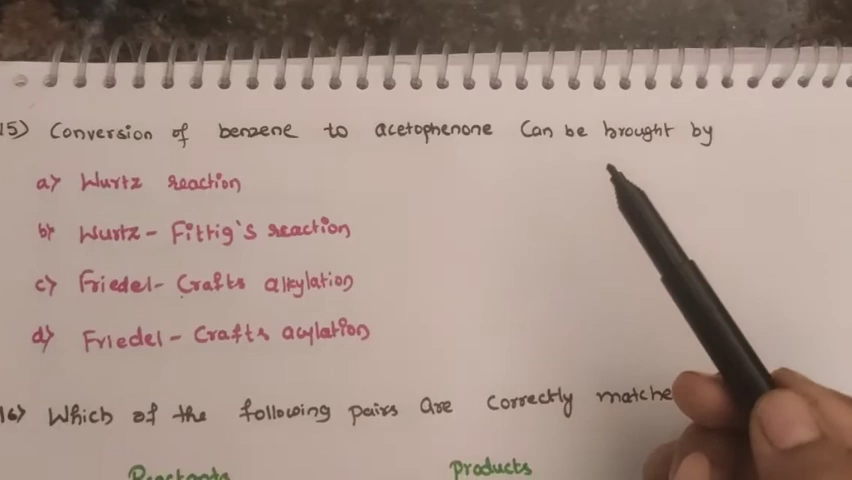 15) Conversion of benzene to acetophenone Can be brought by
a) Wurtz reaction
b) Wurtz - Fittig's reaction
c) Friedel - Crafts alkylation
d) Friedel - Crafts acylation
16) Which of the following pairs are correctly matche
Reactants products